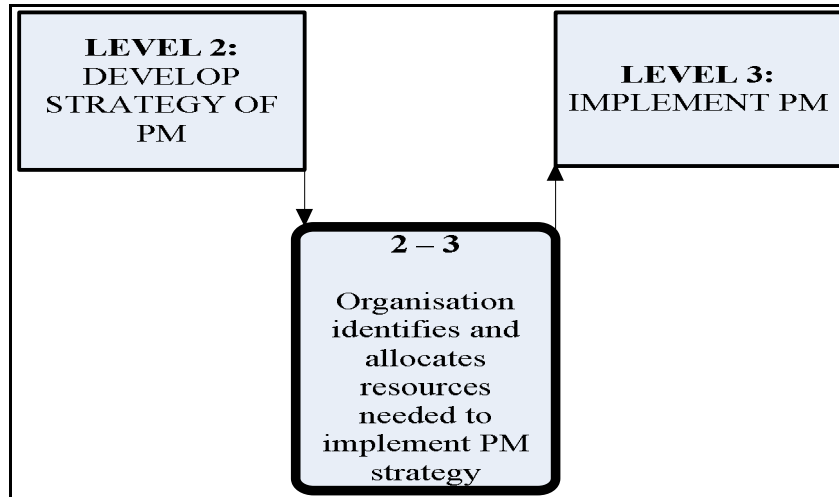 LEVEL 2:
DEVELOP
STRATEGY OF
PM
LEVEL 3:
IMPLEMENT PM
2 – 3
Organisation
identifies and
allocates
resources
needed to
implement PM
strategy